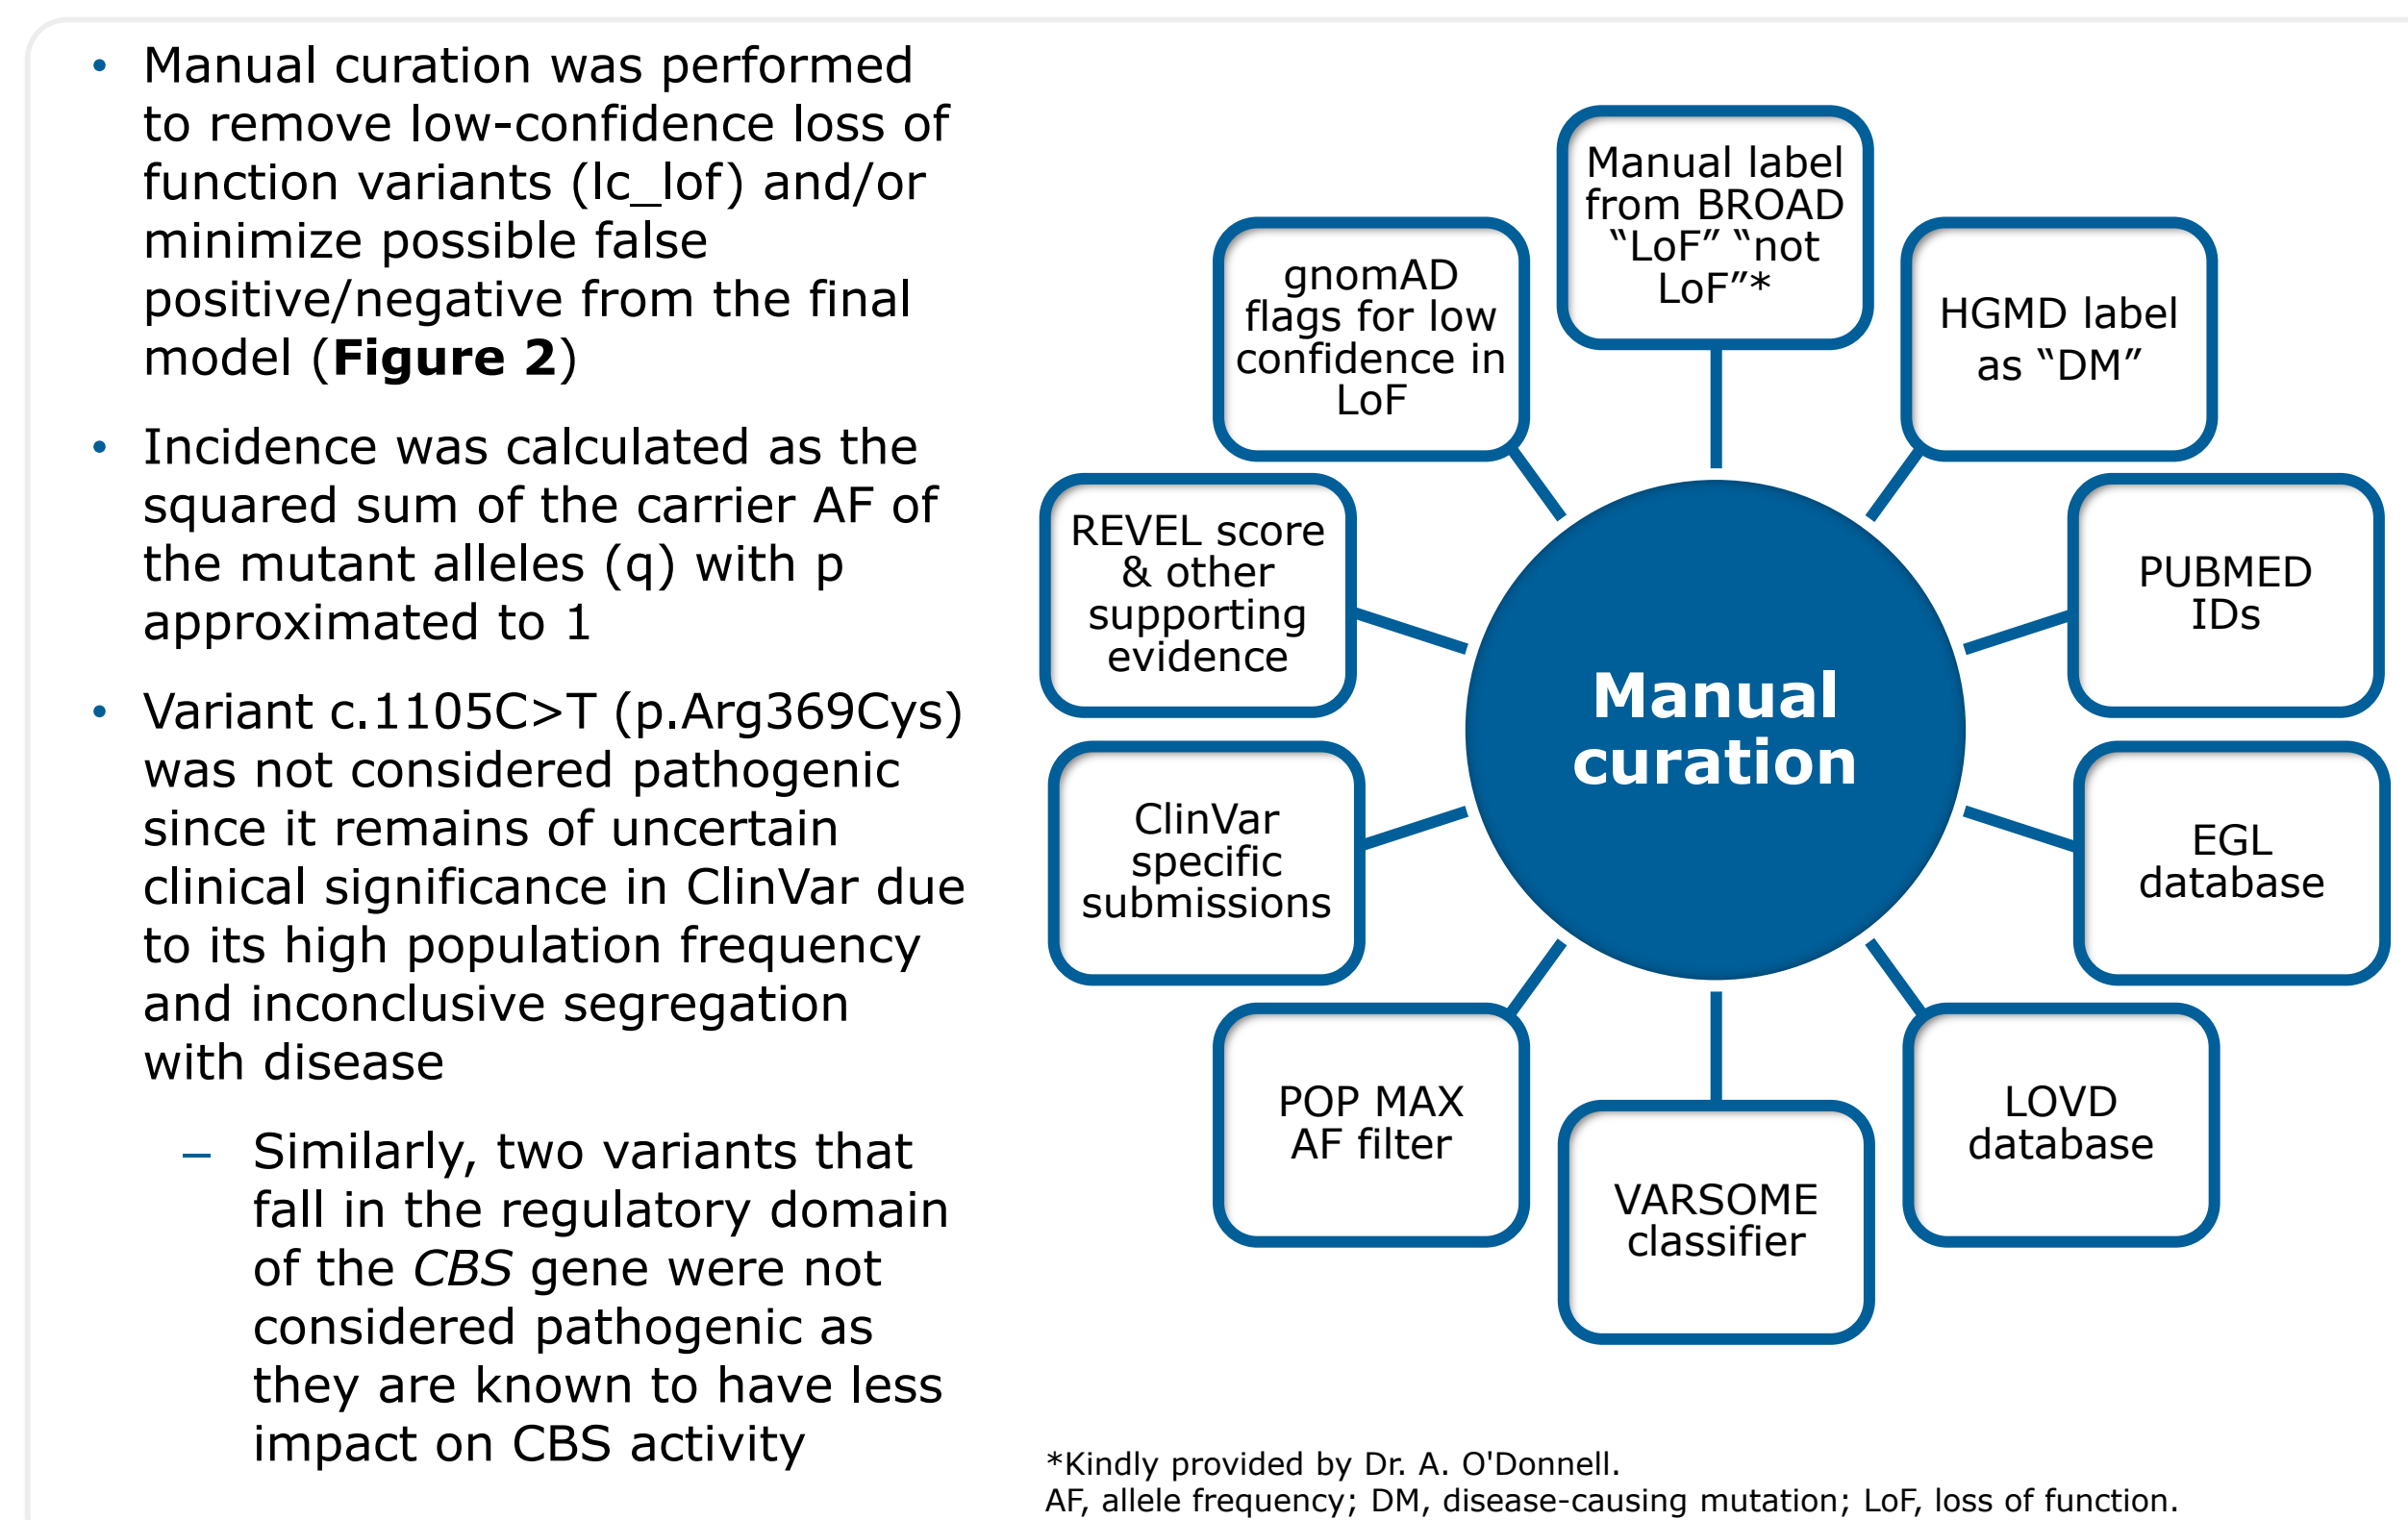 • Manual curation was performed
to remove low-confidence loss of
function variants (lc_lof) and/or
minimize possible false
positive/negative from the final
model (Figure 2)
• Incidence was calculated as the
squared sum of the carrier AF of
the mutant alleles (q) with p
approximated to 1
• Variant c.1105C>T (p.Arg369Cys)
was not considered pathogenic
since it remains of uncertain
clinical significance in ClinVar due
to its high population frequency
and inconclusive segregation
with disease
– Similarly, two variants that
fall in the regulatory domain
of the CBS gene were not
considered pathogenic as
they are known to have less
impact on CBS activity
Manual label
from BROAD
“LoF” “not
LoF”*
HGMD label
as “DM”
PUBMED
IDs
EGL
database
LOVD
database
VARSOME
classifier
POP MAX
AF filter
ClinVar
specific
submissions
REVEL score
& other
supporting
evidence
gnomAD
flags for low
confidence in
LoF
Manual
curation
*Kindly provided by Dr. A. O'Donnell.
AF, allele frequency; DM, disease-causing mutation; LoF, loss of function.